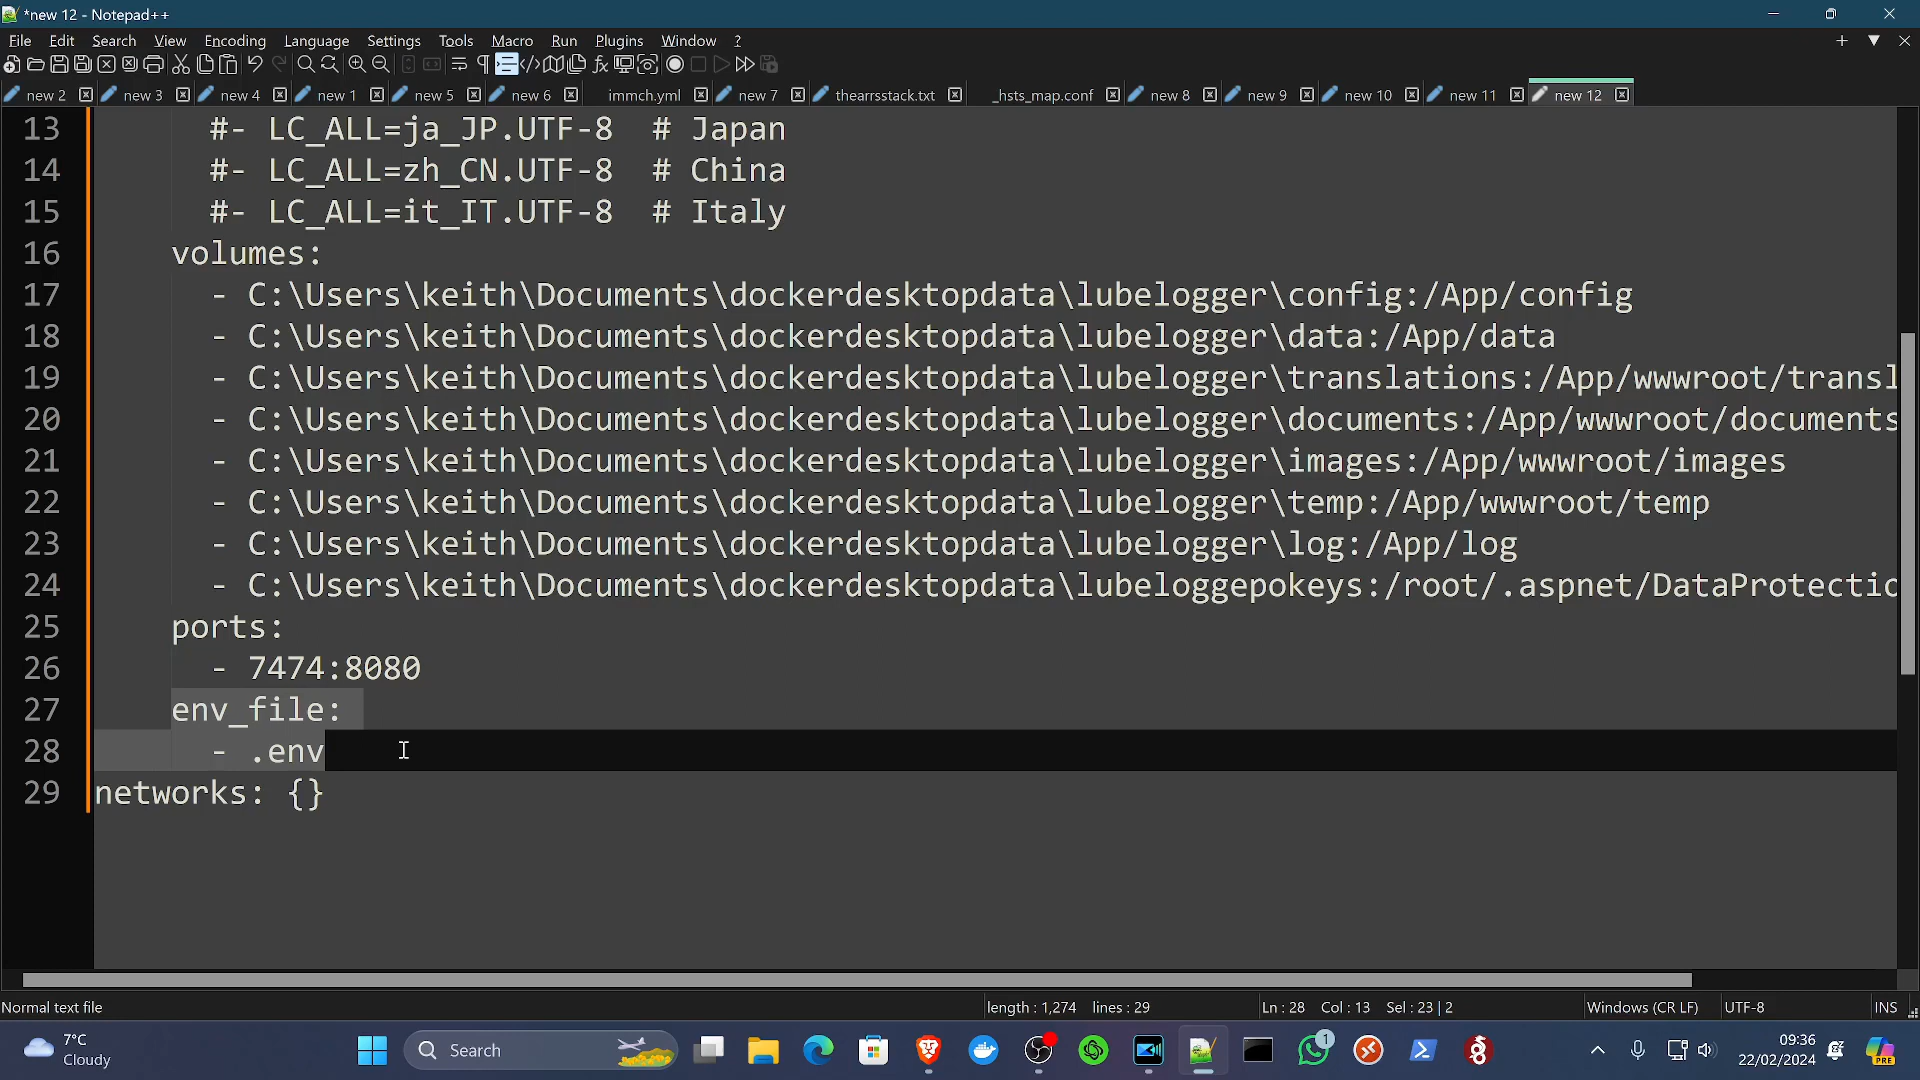 *new 12 - Notepad++
File Edit Search View Encoding Language Settings Tools Macro Run Plugins Window ?
new 2 new 3 new 4 new 1 new 5 new 6 immch.yml new 7 thearrsstack.txt _hsts_map.conf new 8 new 9 new 10 new 11 new 12
13 #- LC_ALL=ja_JP.UTF-8 # Japan
14 #- LC_ALL=zh_CN.UTF-8 # China
15 #- LC_ALL=it_IT.UTF-8 # Italy
16 volumes:
17 - C:\Users\keith\Documents\dockerdesktopdata\lubelogger\config:/App/config
18 - C:\Users\keith\Documents\dockerdesktopdata\lubelogger\data:/App/data
19 - C:\Users\keith\Documents\dockerdesktopdata\lubelogger\translations:/App/wwwroot/transl
20 - C:\Users\keith\Documents\dockerdesktopdata\lubelogger\documents:/App/wwwroot/documents
21 - C:\Users\keith\Documents\dockerdesktopdata\lubelogger\images:/App/wwwroot/images
22 - C:\Users\keith\Documents\dockerdesktopdata\lubelogger\temp:/App/wwwroot/temp
23 - C:\Users\keith\Documents\dockerdesktopdata\lubelogger\log:/App/log
24 - C:\Users\keith\Documents\dockerdesktopdata\lubeloggepokeys:/root/.aspnet/DataProtectio
25 ports:
26 - 7474:8080
27 env_file:
28 - .env
29 networks: {}
Normal text file length : 1,274 lines : 29 Ln : 28 Col : 13 Sel : 23 | 2 Windows (CR LF) UTF-8 INS
7°C
Cloudy
Search
1
PRE
09:36
22/02/2024